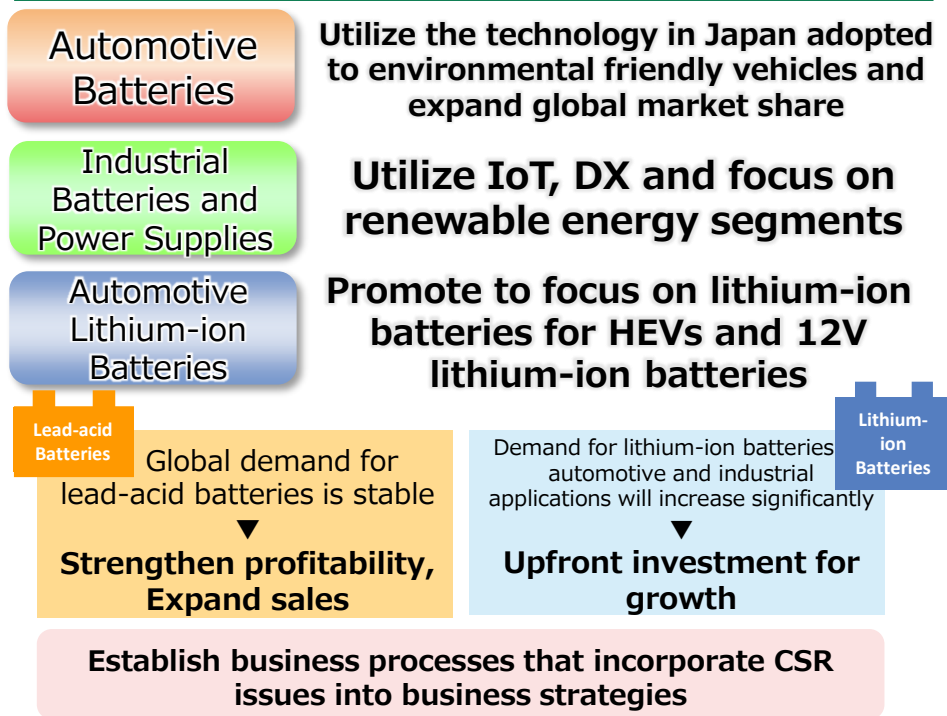 Automotive
Batteries
Utilize the technology in Japan adopted
to environmental friendly vehicles and
expand global market share
Industrial
Batteries and
Power Supplies
Utilize IoT, DX and focus on
renewable energy segments
Automotive
Lithium-ion
Batteries
Promote to focus on lithium-ion
batteries for HEVs and 12V
lithium-ion batteries
Lead-acid
Batteries
Global demand for
lead-acid batteries is stable
▼
Strengthen profitability,
Expand sales
Lithium-
ion
Batteries
Demand for lithium-ion batteries
automotive and industrial
applications will increase significantly
▼
Upfront investment for
growth
Establish business processes that incorporate CSR
issues into business strategies